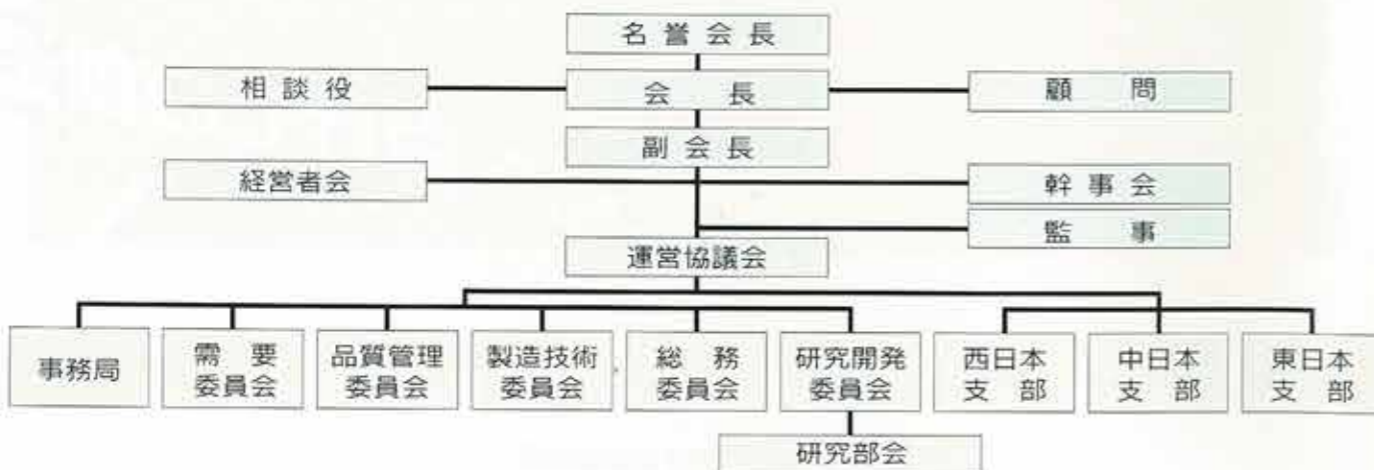 名誉会長
相談役
会長
顧問
副会長
経営者会
幹事会
監事
運営協議会
事務局
需要
委員会
品質管理
委員会
製造技術
委員会
総務
委員会
研究開発
委員会
西日本
支部
中日本
支部
東日本
支部
研究部会